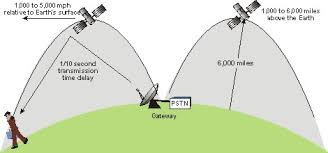 1,000 to 5,000 mph
relative to Earth's surface
1,000 to 6,000 miles
above the Earth
1/10 second
transmission
time delay
6,000 miles
PSTN
Gateway